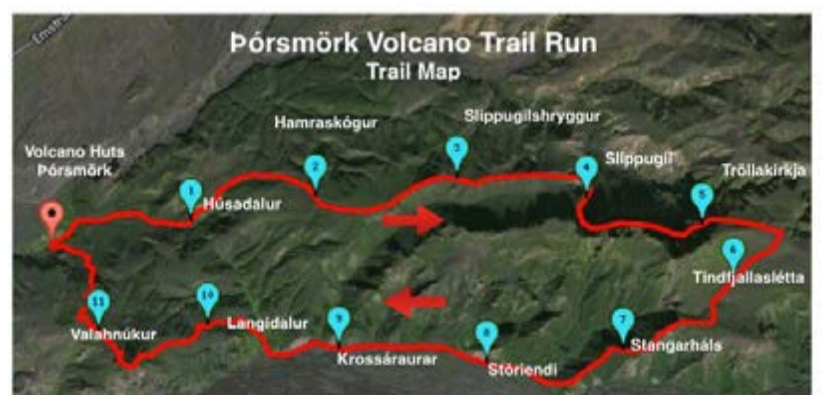 Emstrur
Þórsmörk Volcano Trail Run
Trail Map
Slippugilshryggur
Hamraskógur
Volcano Huts
Þórsmörk
Slippugil
Tröllakirkja
1
2
3
4
5
Húsadalur
6
Tindfjallaslétta
11
10
9
8
7
Valahnúkur
Langidalur
Krossáraurar
Stóriendi
Stangarháls